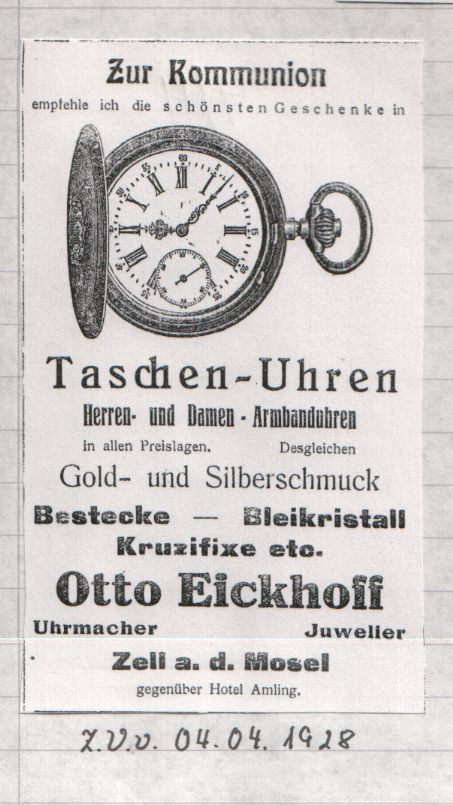 Zur Kommunion
empfehle ich die schönsten Geschenke in
Taschen-Uhren
Herren- und Damen - Armbanduhren
in allen Preislagen. Desgleichen
Gold- und Silberschmuck
Bestecke — Bleikristall
Kruzifixe etc.
Otto Eickhoff
Uhrmacher Juwelier
Zell a. d. Mosel
gegenüber Hotel Amling.
Z.V.v. 04.04.1928